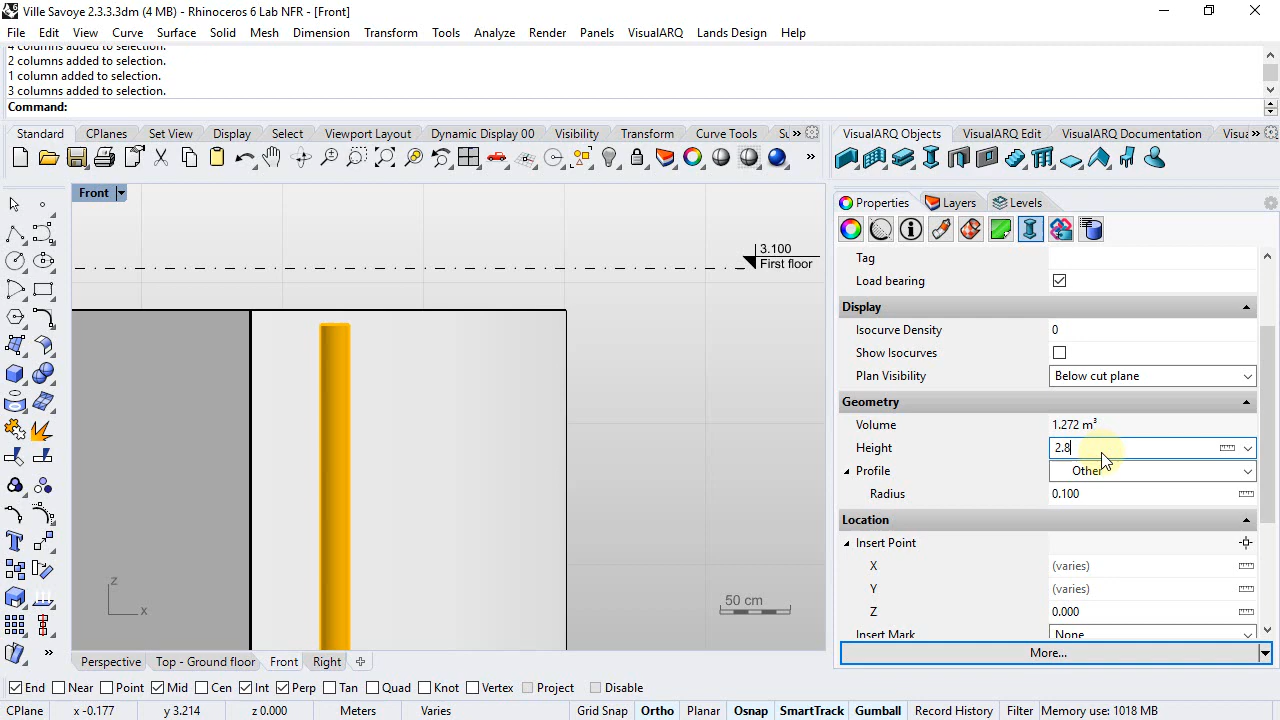 Ville Savoye 2.3.3.3dm (4 MB) - Rhinoceros 6 Lab NFR - [Front]
File Edit View Curve Surface Solid Mesh Dimension Transform Tools Analyze Render Panels VisualARQ Lands Design Help
4 columns added to selection.
2 columns added to selection.
1 column added to selection.
3 columns added to selection.
Command:
Standard CPlanes Set View Display Select Viewport Layout Dynamic Display 00 Visibility Transform Curve Tools Su » VisualARQ Objects VisualARQ Edit VisualARQ Documentation Visua »
Front
Properties Layers Levels
3.100
First floor
Tag
Load bearing
Display
Isocurve Density 0
Show Isocurves
Plan Visibility Below cut plane
Geometry
Volume 1.272 m³
Height 2.8
Profile Other
Radius 0.100
Location
Insert Point
X (varies)
Y (varies)
Z 0.000
Insert Mark None
z
x
50 cm
More...
Perspective Top - Ground floor Front Right
End Near Point Mid Cen Int Perp Tan Quad Knot Vertex Project Disable
CPlane x -0.177 y 3.214 z 0.000 Meters Varies Grid Snap Ortho Planar Osnap SmartTrack Gumball Record History Filter Memory use: 1018 MB